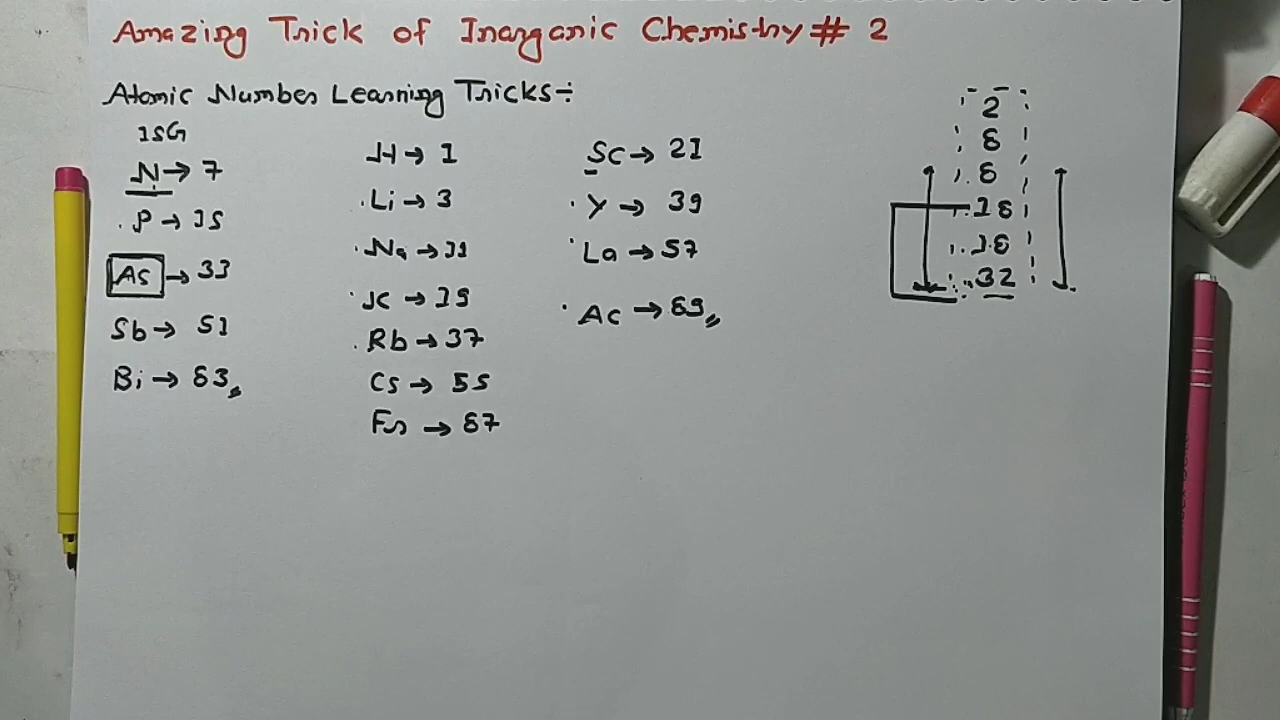 Amazing Trick of Inorganic Chemistry # 2
Atomic Number Learning Tricks÷
15G
N → 7
P → 15
As → 33
Sb → 51
Bi → 83
H → 1
Li → 3
Na → 11
K → 19
Rb → 37
Cs → 55
Fr → 87
Sc → 21
Y → 39
La → 57
Ac → 89
2
8
8
18
18
32